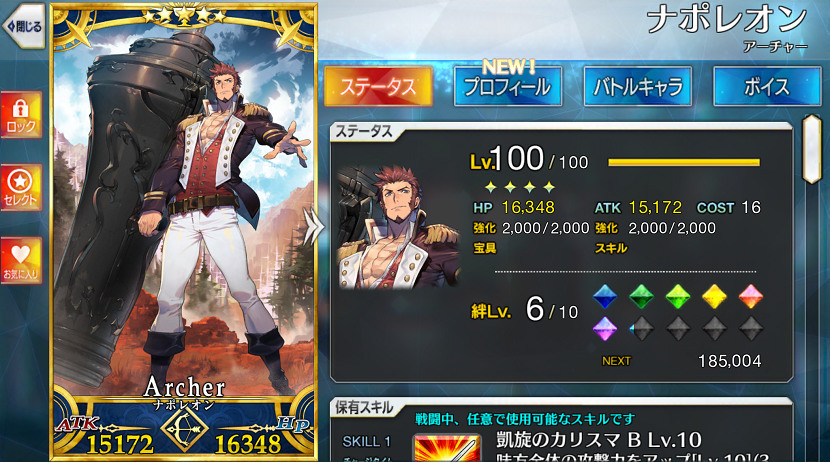 閉じる
ナポレオン
アーチャー
ステータス
NEW!
プロフィール
バトルキャラ
ボイス
ロック
セレクト
お気に入り
ステータス
Lv.100/100
HP 16,348 ATK 15,172 COST 16
強化 2,000/2,000 強化 2,000/2,000
宝具 スキル
絆Lv. 6/10
NEXT 185,004
Archer
ナポレオン
ATK 15172 16348 HP
保有スキル
戦闘中、任意で使用可能なスキルです
SKILL 1
凱旋のカリスマ B Lv.10
チャージタイム
味方全体の攻撃力をアップ[Lv.10](3